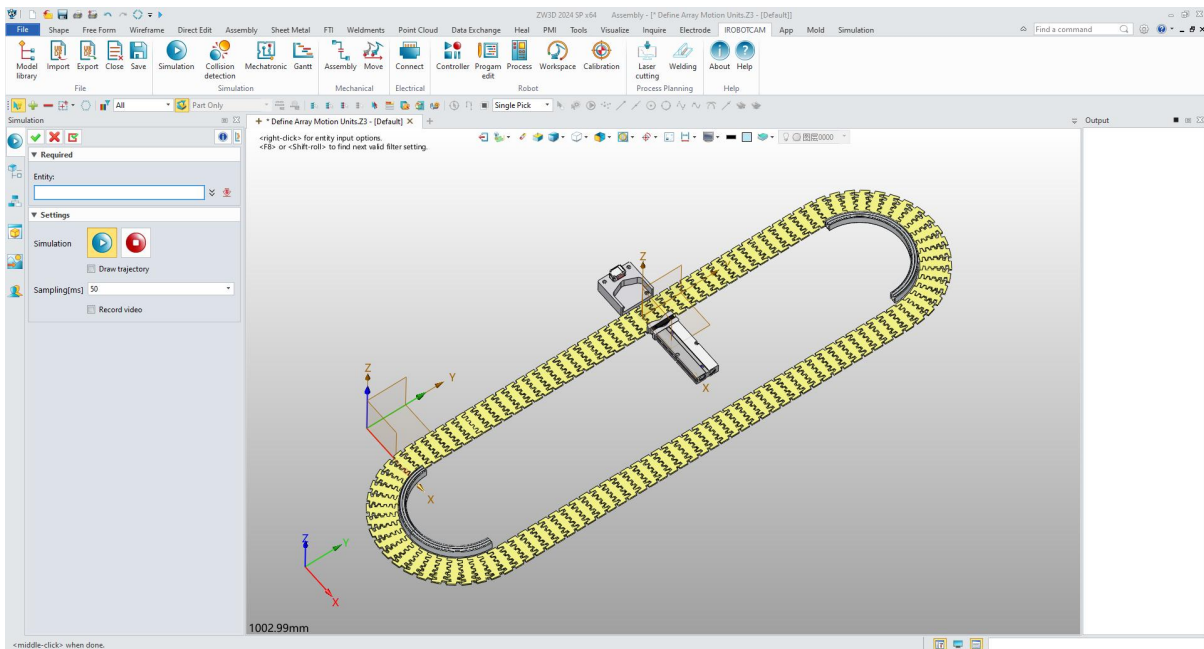 ZW3D 2024 SP x64 Assembly - [* Define Array Motion Units.Z3 - [Default]]
File Shape Free Form Wireframe Direct Edit Assembly Sheet Metal FTI Weldments Point Cloud Data Exchange Heal PMI Tools Visualize Inquire Electrode IROBOTCAM App Mold Simulation Find a command
Model library Import Export Close Save Simulation Collision detection Mechatronic Gantt Assembly Move Connect Controller Progam edit Process Workspace Calibration Laser cutting Welding About Help
File Simulation Mechanical Electrical Robot Process Planning Help
All Part Only Single Pick
Simulation
* Define Array Motion Units.Z3 - [Default]
Output
<right-click> for entity input options.
<F8> or <Shift-roll> to find next valid filter setting.
图层0000
Required
Entity:
Settings
Simulation
Draw trajectory
Sampling[ms] 50
Record video
Z
X
Z
Y
X
Z
Y
X
1002.99mm
<middle-click> when done.